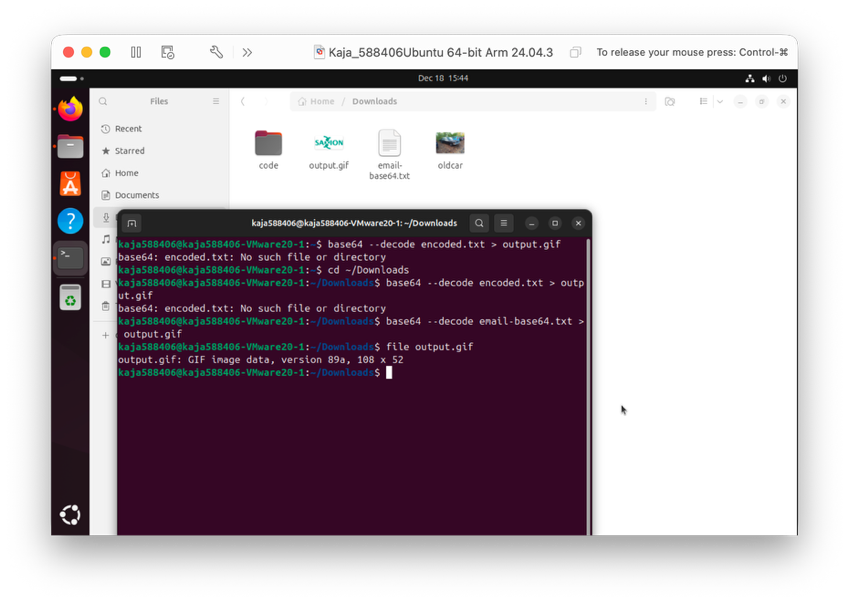 Kaja_588406Ubuntu 64-bit Arm 24.04.3
To release your mouse press: Control-⌘
Dec 18 15:44
Files
Home / Downloads
Recent
Starred
Home
Documents
code
SAXION
output.gif
email-
base64.txt
oldcar
kaja588406@kaja588406-VMware20-1: ~/Downloads
kaja588406@kaja588406-VMware20-1:~$ base64 --decode encoded.txt > output.gif
base64: encoded.txt: No such file or directory
kaja588406@kaja588406-VMware20-1:~$ cd ~/Downloads
kaja588406@kaja588406-VMware20-1:~/Downloads$ base64 --decode encoded.txt > outp
ut.gif
base64: encoded.txt: No such file or directory
kaja588406@kaja588406-VMware20-1:~/Downloads$ base64 --decode email-base64.txt >
output.gif
kaja588406@kaja588406-VMware20-1:~/Downloads$ file output.gif
output.gif: GIF image data, version 89a, 108 x 52
kaja588406@kaja588406-VMware20-1:~/Downloads$